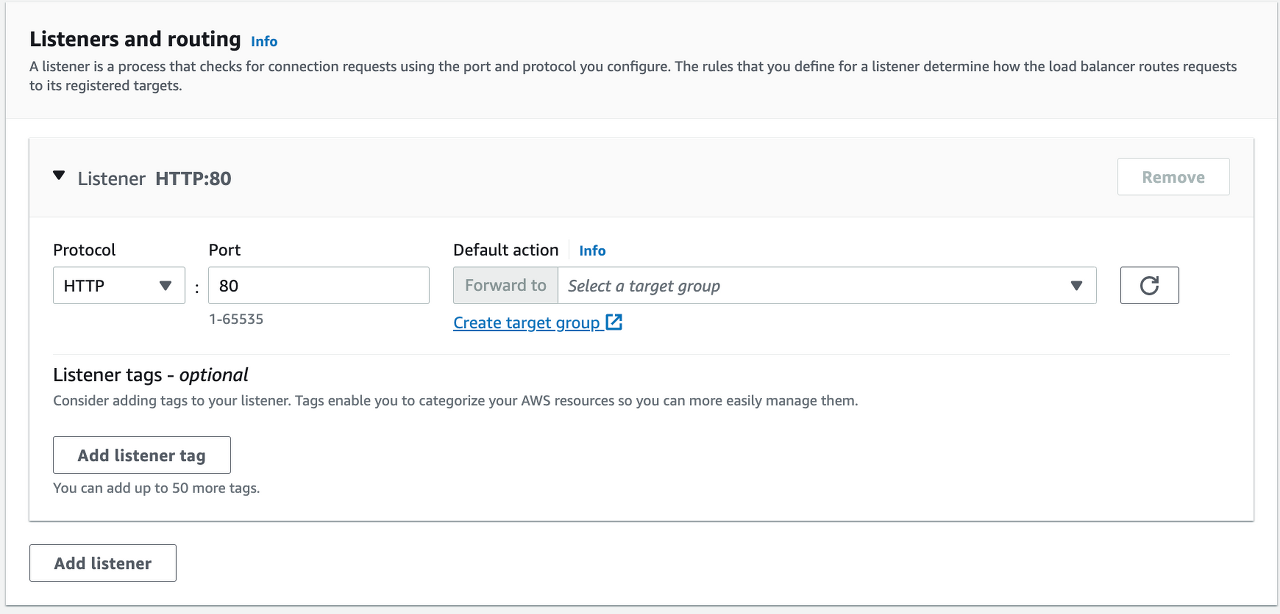 Listeners and routing Info
A listener is a process that checks for connection requests using the port and protocol you configure. The rules that you define for a listener determine how the load balancer routes requests
to its registered targets.
Listener HTTP:80
Remove
Protocol Port Default action Info
HTTP : 80 Forward to Select a target group
1-65535 Create target group
Listener tags - optional
Consider adding tags to your listener. Tags enable you to categorize your AWS resources so you can more easily manage them.
Add listener tag
You can add up to 50 more tags.
Add listener